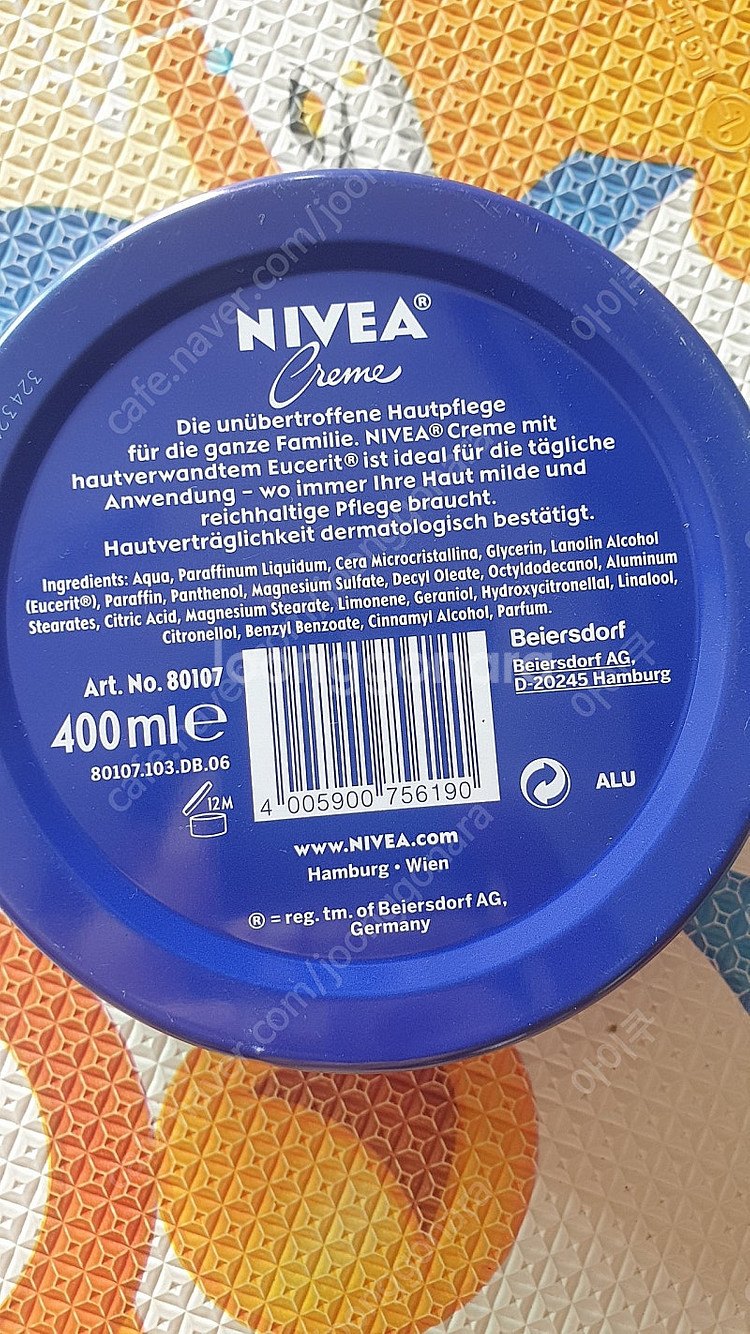 NIVEA®
Creme
Die unübertroffene Hautpflege
für die ganze Familie. NIVEA® Creme mit
hautverwandtem Eucerit® ist ideal für die tägliche
Anwendung – wo immer Ihre Haut milde und
reichhaltige Pflege braucht.
Hautverträglichkeit dermatologisch bestätigt.
Ingredients: Aqua, Paraffinum Liquidum, Cera Microcristallina, Glycerin, Lanolin Alcohol
(Eucerit®), Paraffin, Panthenol, Magnesium Sulfate, Decyl Oleate, Octyldodecanol, Aluminum
Stearates, Citric Acid, Magnesium Stearate, Limonene, Geraniol, Hydroxycitronellal, Linalool,
Citronellol, Benzyl Benzoate, Cinnamyl Alcohol, Parfum.
Art. No. 80107
400 ml e
80107.103.DB.06
12M
4 005900 756190
Beiersdorf
Beiersdorf AG,
D-20245 Hamburg
ALU
www.NIVEA.com
Hamburg • Wien
® = reg. tm. of Beiersdorf AG,
Germany
joonggonara
cafe.naver.com/joonggonara
아이쿠